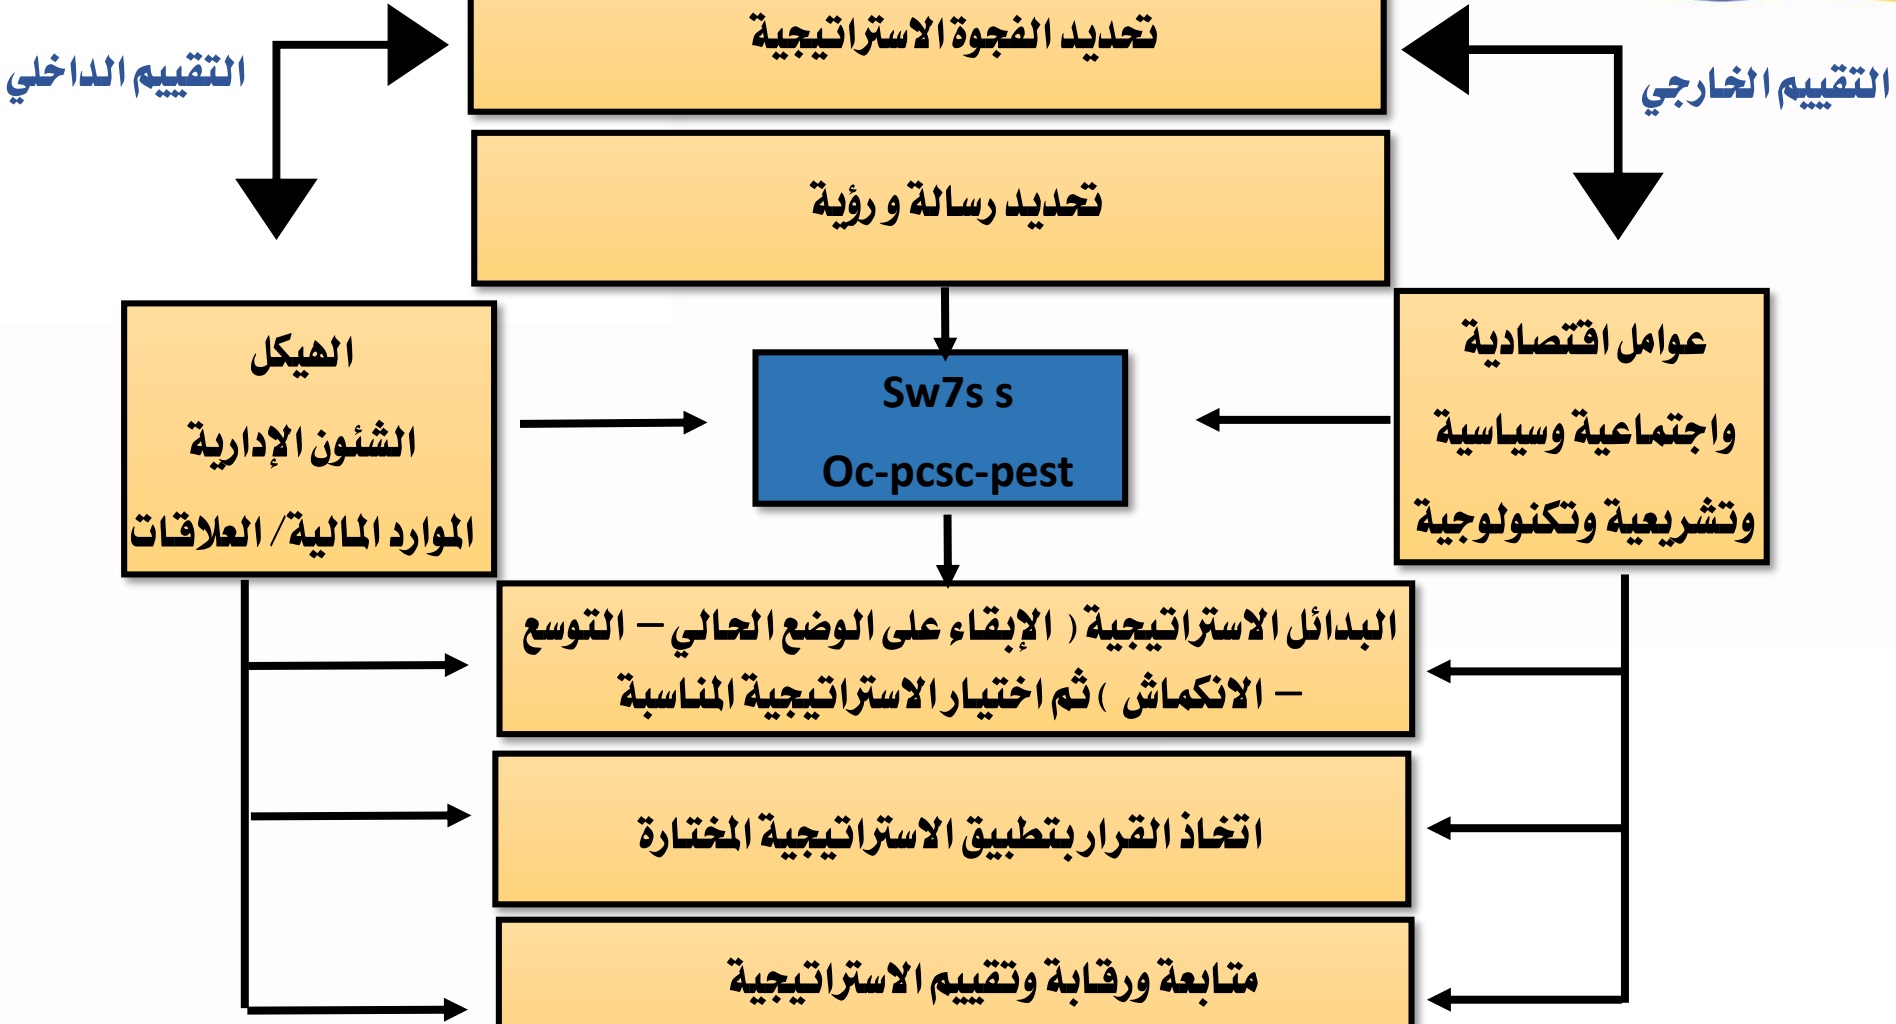 تحديد الفجوة الاستراتيجية
التقييم الخارجي
التقييم الداخلي
تحديد رسالة و رؤية
عوامل اقتصادية
واجتماعية وسياسية
وتشريعية وتكنولوجية
Sw7s s
Oc-pcsc-pest
الهيكل
الشئون الإدارية
الموارد المالية/ العلاقات
البدائل الاستراتيجية ( الإبقاء على الوضع الحالي – التوسع
– الانكماش ) ثم اختيار الاستراتيجية المناسبة
اتخاذ القرار بتطبيق الاستراتيجية المختارة
متابعة ورقابة وتقييم الاستراتيجية